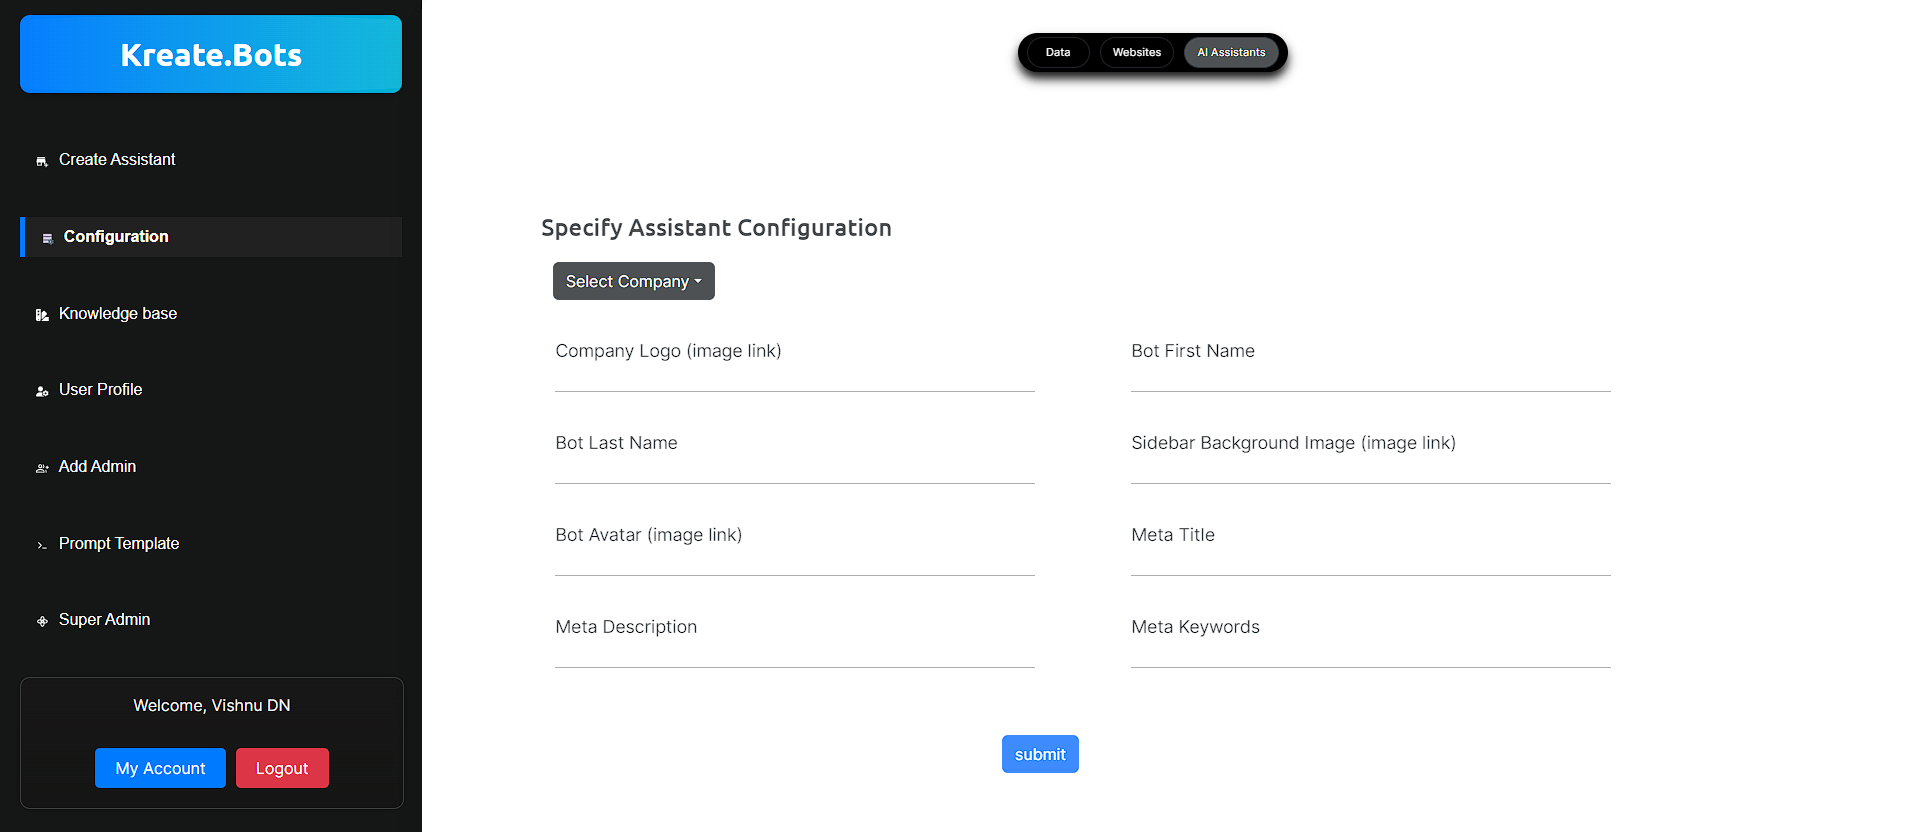 Kreate.Bots
Create Assistant
Configuration
Knowledge base
User Profile
Add Admin
Prompt Template
Super Admin
Welcome, Vishnu DN
My Account Logout
Data Websites AI Assistants
Specify Assistant Configuration
Select Company
Company Logo (image link) Bot First Name
Bot Last Name Sidebar Background Image (image link)
Bot Avatar (image link) Meta Title
Meta Description Meta Keywords
submit